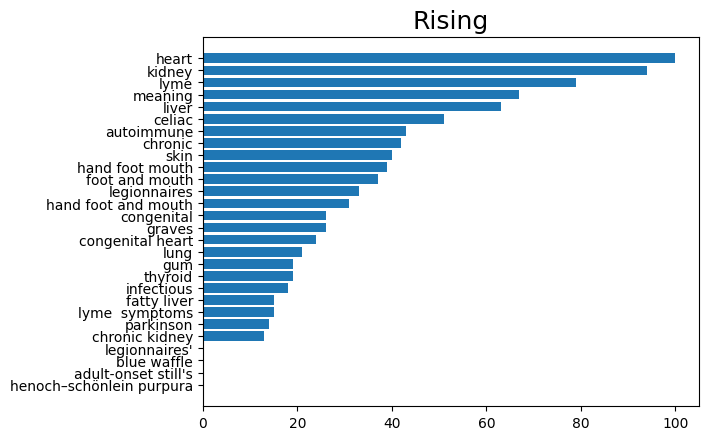 Rising
heart
kidney
lyme
meaning
liver
celiac
autoimmune
chronic
skin
hand foot mouth
foot and mouth
legionnaires
hand foot and mouth
congenital
graves
congenital heart
lung
gum
thyroid
infectious
fatty liver
lyme  symptoms
parkinson
chronic kidney
legionnaires'
blue waffle
adult-onset still's
henoch–schönlein purpura
0 20 40 60 80 100